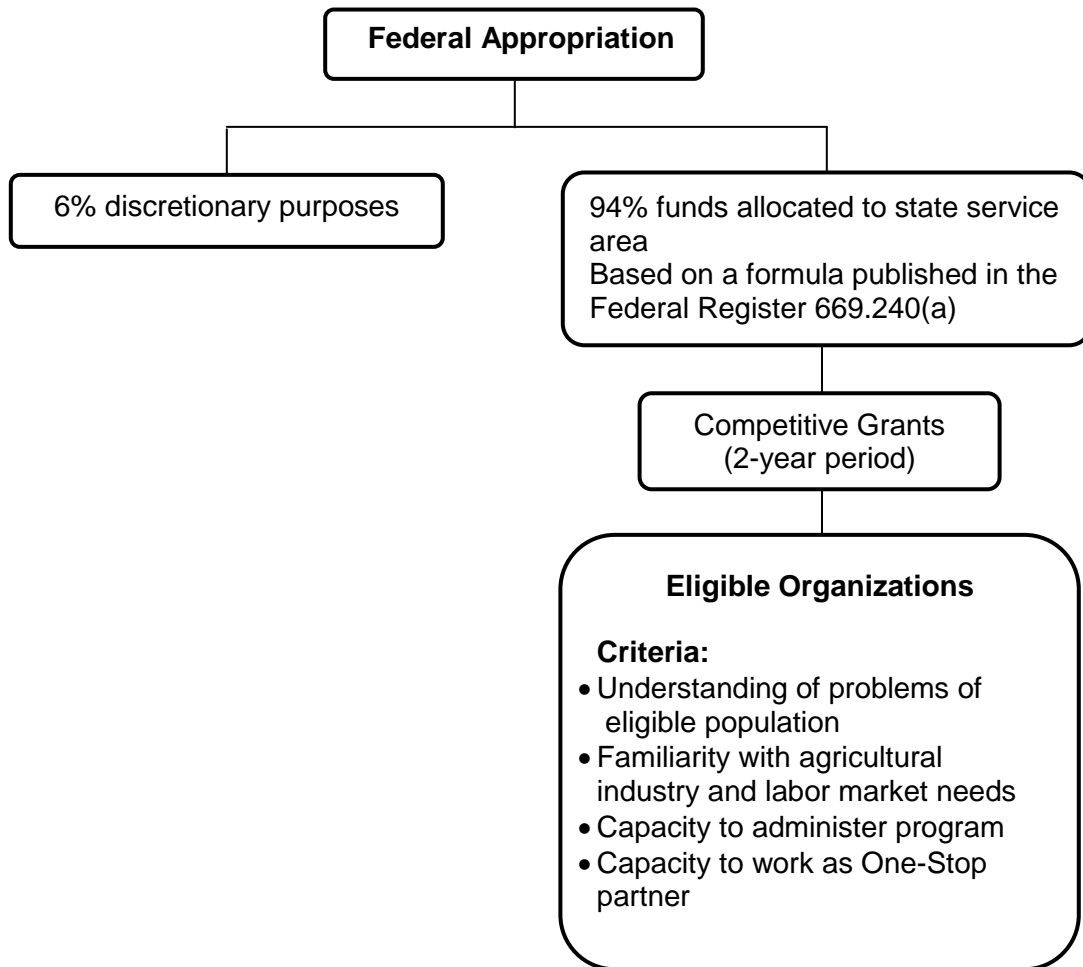 Federal Appropriation
6% discretionary purposes
94% funds allocated to state service
area
Based on a formula published in the
Federal Register 669.240(a)
Competitive Grants
(2-year period)
Eligible Organizations
Criteria:
• Understanding of problems of
eligible population
• Familiarity with agricultural
industry and labor market needs
• Capacity to administer program
• Capacity to work as One-Stop
partner